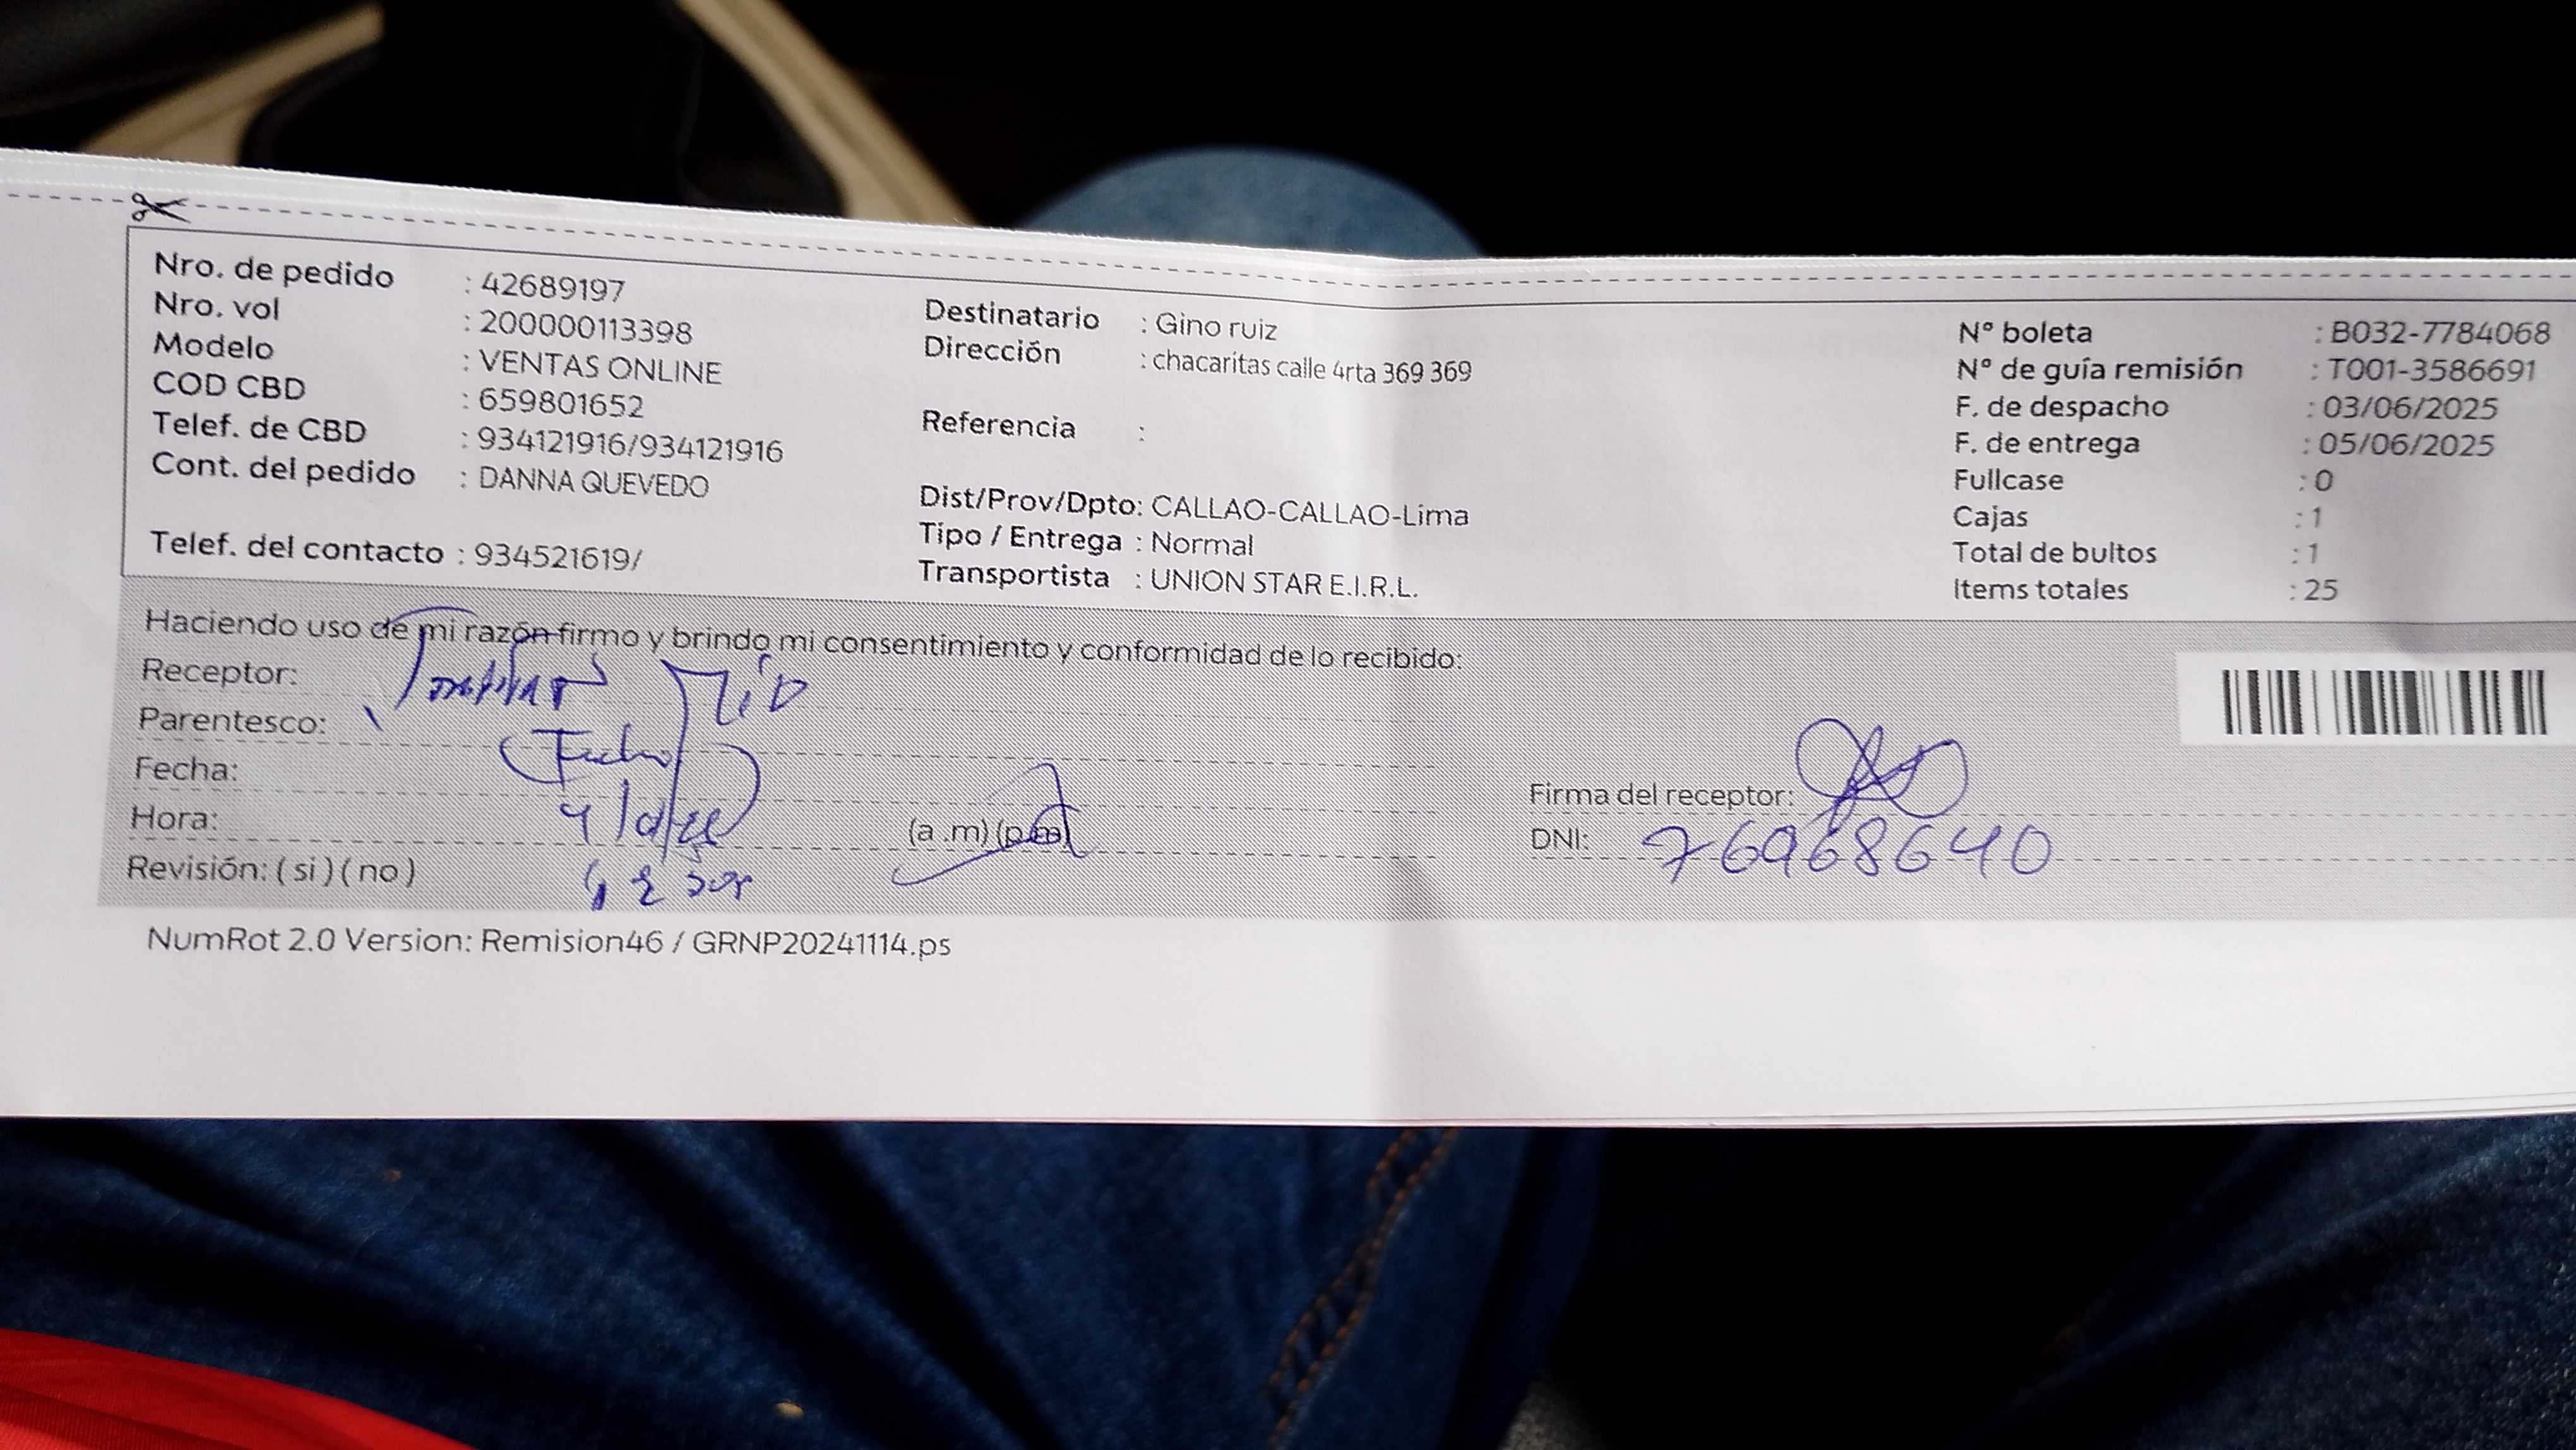 Nro. de pedido : 42689197
Nro. vol : 200000113398
Modelo : VENTAS ONLINE
COD CBD : 659801652
Telef. de CBD : 934121916/934121916
Cont. del pedido : DANNA QUEVEDO
Telef. del contacto : 934521619/
Destinatario : Gino ruiz
Dirección : chacaritas calle 4rta 369 369
Referencia :
Dist/Prov/Dpto: CALLAO-CALLAO-Lima
Tipo / Entrega : Normal
Transportista : UNION STAR E.I.R.L.
N° boleta : B032-7784068
N° de guía remisión : T001-3586691
F. de despacho : 03/06/2025
F. de entrega : 05/06/2025
Fullcase : 0
Cajas : 1
Total de bultos : 1
Items totales : 25
Haciendo uso de mi razón firmo y brindo mi consentimiento y conformidad de lo recibido:
Receptor:
Parentesco:
Fecha:
Hora: (a .m) (p.m)
Revisión: ( si ) ( no )
Firma del receptor:
DNI: 76968640
NumRot 2.0 Version: Remision46 / GRNP20241114.ps